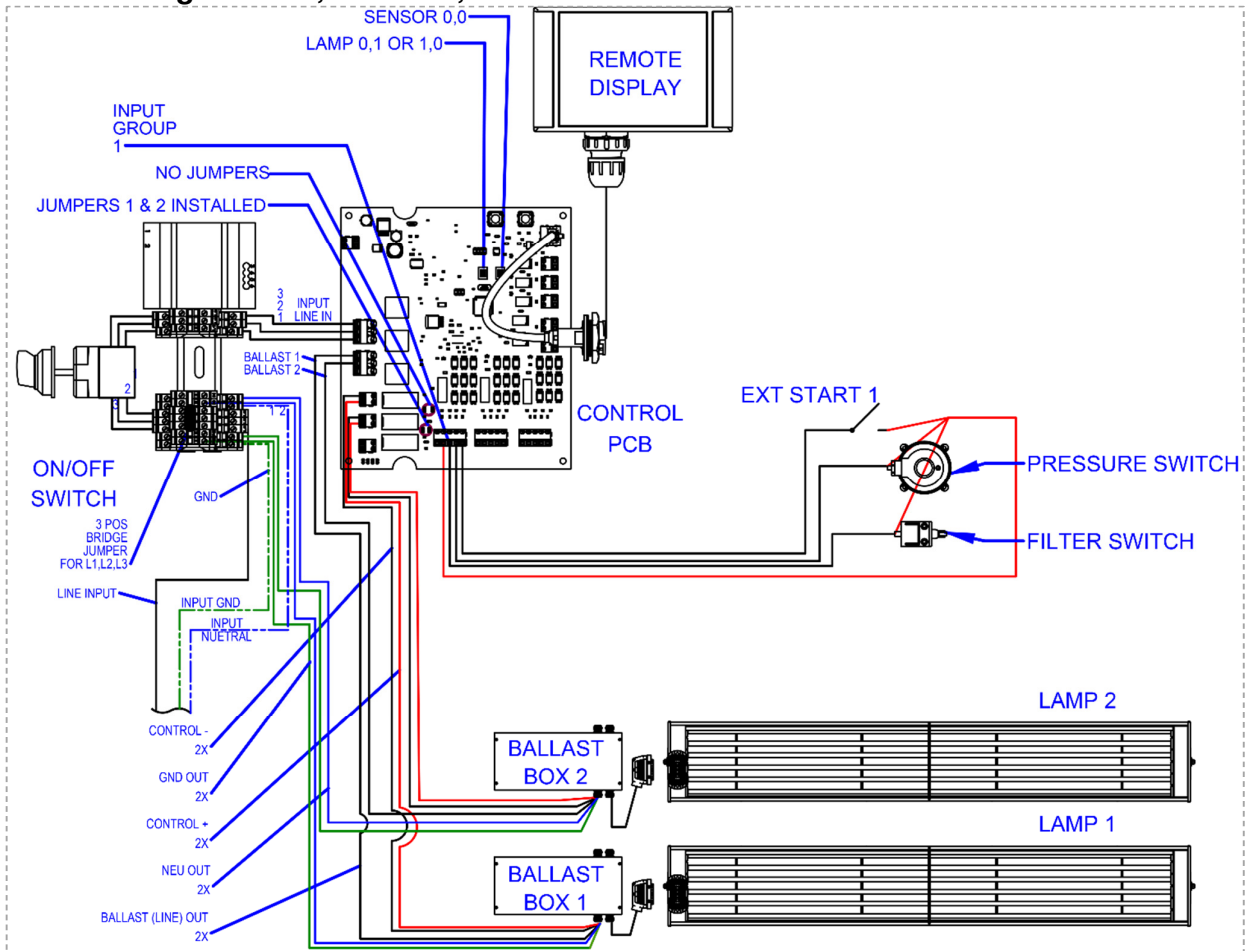 SENSOR 0,0
LAMP 0,1 OR 1,0
REMOTE
DISPLAY
INPUT
GROUP
1
NO JUMPERS
JUMPERS 1 & 2 INSTALLED
3
2
1
INPUT
LINE IN
BALLAST 1
BALLAST 2
2
3
1 2
CONTROL
PCB
EXT START 1
PRESSURE SWITCH
FILTER SWITCH
ON/OFF
SWITCH
GND
3 POS
BRIDGE
JUMPER
FOR L1,L2,L3
LINE INPUT
INPUT GND
INPUT
NUETRAL
CONTROL -
2X
GND OUT
2X
CONTROL +
2X
NEU OUT
2X
BALLAST (LINE) OUT
2X
BALLAST
BOX 2
LAMP 2
BALLAST
BOX 1
LAMP 1